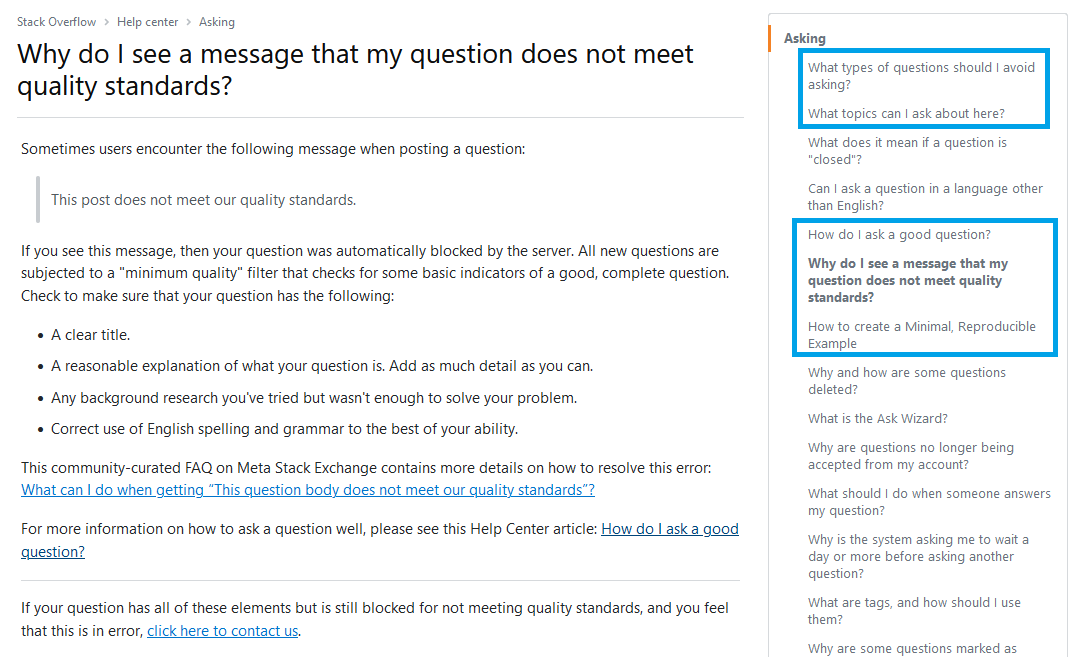 Stack Overflow > Help center > Asking
Why do I see a message that my question does not meet
quality standards?
Sometimes users encounter the following message when posting a question:
This post does not meet our quality standards.
If you see this message, then your question was automatically blocked by the server. All new questions are
subjected to a "minimum quality" filter that checks for some basic indicators of a good, complete question.
Check to make sure that your question has the following:
• A clear title.
• A reasonable explanation of what your question is. Add as much detail as you can.
• Any background research you've tried but wasn't enough to solve your problem.
• Correct use of English spelling and grammar to the best of your ability.
This community-curated FAQ on Meta Stack Exchange contains more details on how to resolve this error:
What can I do when getting “This question body does not meet our quality standards”?
For more information on how to ask a question well, please see this Help Center article: How do I ask a good
question?
If your question has all of these elements but is still blocked for not meeting quality standards, and you feel
that this is in error, click here to contact us.
Asking
What types of questions should I avoid
asking?
What topics can I ask about here?
What does it mean if a question is
"closed"?
Can I ask a question in a language other
than English?
How do I ask a good question?
Why do I see a message that my
question does not meet quality
standards?
How to create a Minimal, Reproducible
Example
Why and how are some questions
deleted?
What is the Ask Wizard?
Why are questions no longer being
accepted from my account?
What should I do when someone answers
my question?
Why is the system asking me to wait a
day or more before asking another
question?
What are tags, and how should I use
them?
Why are some questions marked as